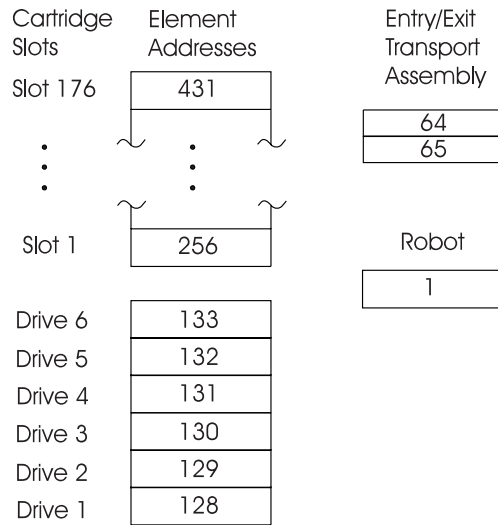 Cartridge
Slots
Element
Addresses
Entry/Exit
Transport
Assembly
Slot 176
431
64
65
Slot 1
256
Robot
1
Drive 6
133
Drive 5
132
Drive 4
131
Drive 3
130
Drive 2
129
Drive 1
128